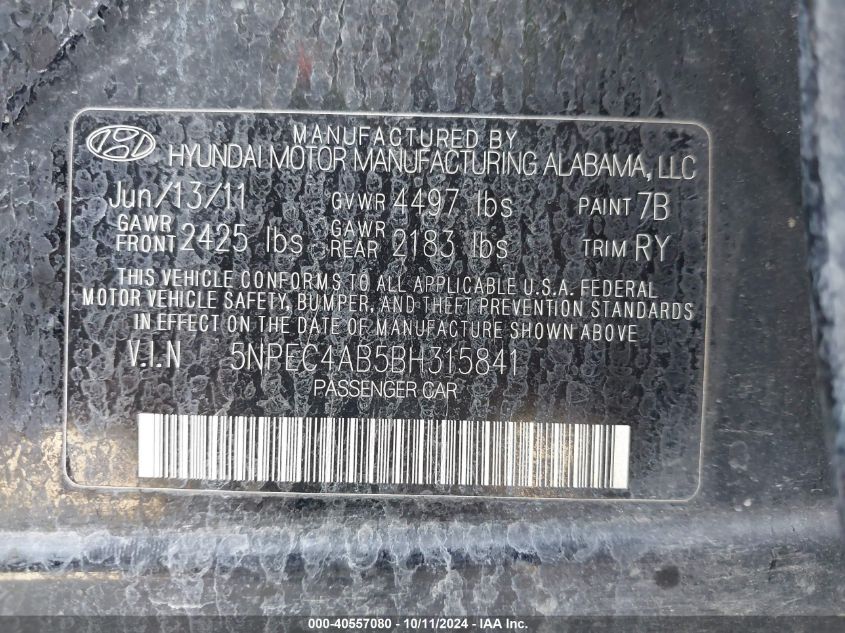 MANUFACTURED BY
HYUNDAI MOTOR MANUFACTURING ALABAMA, LLC
Jun/13/11 GVWR 4497 lbs PAINT 7B
GAWR FRONT 2425 lbs GAWR REAR 2183 lbs TRIM RY
THIS VEHICLE CONFORMS TO ALL APPLICABLE U.S.A. FEDERAL
MOTOR VEHICLE SAFETY, BUMPER, AND THEFT PREVENTION STANDARDS
IN EFFECT ON THE DATE OF MANUFACTURE SHOWN ABOVE
V.I.N 5NPEC4AB5BH315841
PASSENGER CAR
000-40557080 - 10/11/2024 - IAAI Inc.